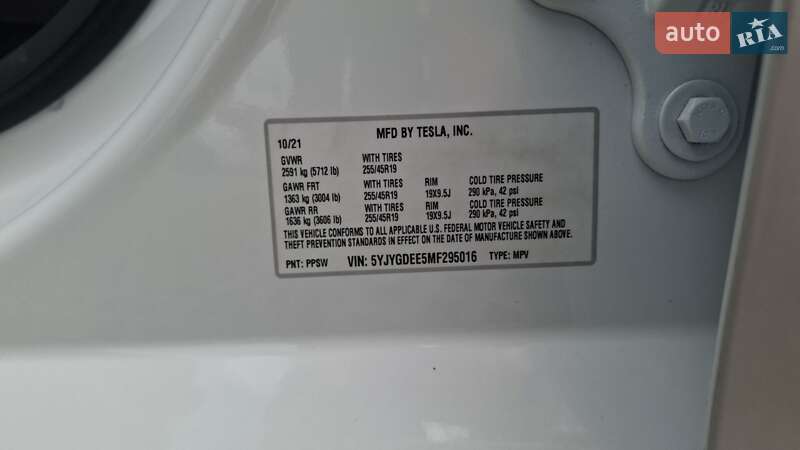 auto RIA.com
MFD BY TESLA, INC.
10/21
GVWR WITH TIRES
2591 kg (5712 lb) 255/45R19
GAWR FRT WITH TIRES RIM COLD TIRE PRESSURE
1363 kg (3004 lb) 255/45R19 19X9.5J 290 kPa, 42 psi
GAWR RR WITH TIRES RIM COLD TIRE PRESSURE
1636 kg (3606 lb) 255/45R19 19X9.5J 290 kPa, 42 psi
THIS VEHICLE CONFORMS TO ALL APPLICABLE U.S. FEDERAL MOTOR VEHICLE SAFETY AND
THEFT PREVENTION STANDARDS IN EFFECT ON THE DATE OF MANUFACTURE SHOWN ABOVE.
PNT: PPSW VIN: 5YJYGDEE5MF295016 TYPE: MPV